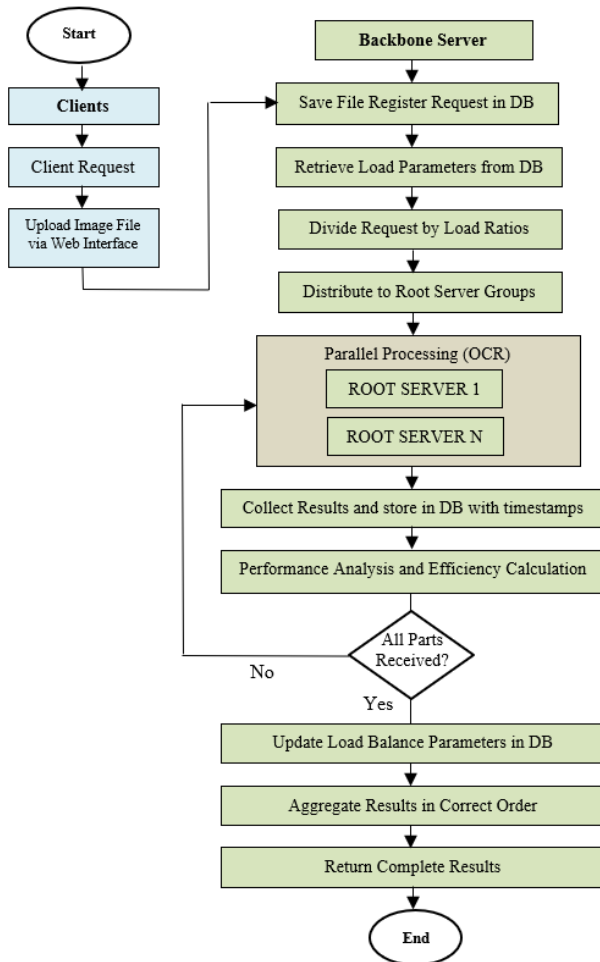 Start
Clients
Client Request
Upload Image File
via Web Interface
Backbone Server
Save File Register Request in DB
Retrieve Load Parameters from DB
Divide Request by Load Ratios
Distribute to Root Server Groups
Parallel Processing (OCR)
ROOT SERVER 1
ROOT SERVER N
Collect Results and store in DB with timestamps
Performance Analysis and Efficiency Calculation
All Parts
Received?
No
Yes
Update Load Balance Parameters in DB
Aggregate Results in Correct Order
Return Complete Results
End